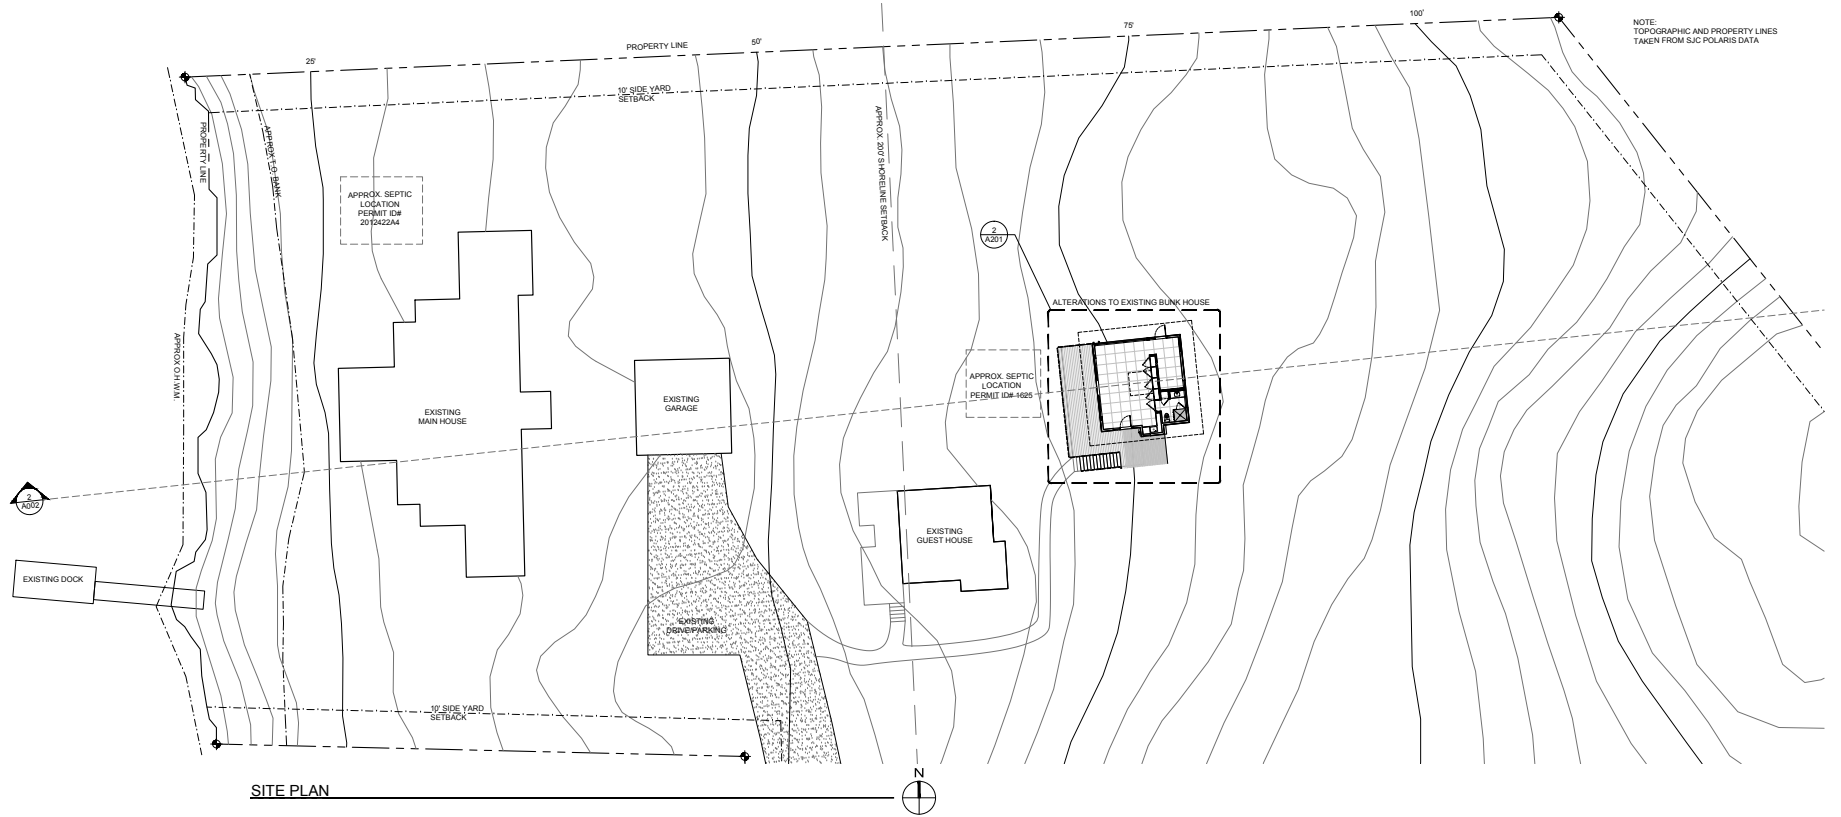 100'
75'
50'
25'
NOTE:
TOPOGRAPHIC AND PROPERTY LINES
TAKEN FROM SJC POLARIS DATA
PROPERTY LINE
10' SIDE YARD
SETBACK
PROPERTY LINE
APPROX T.O. BANK
APPROX. 200' SHORELINE SETBACK
APPROX. SEPTIC
LOCATION
PERMIT ID#
2012422A4
2
A201
ALTERATIONS TO EXISTING BUNK HOUSE
APPROX O.H.W.M.
APPROX. SEPTIC
LOCATION
PERMIT ID# 1625
EXISTING
MAIN HOUSE
EXISTING
GARAGE
2
A002
EXISTING
GUEST HOUSE
EXISTING DOCK
EXISTING
DRIVE/PARKING
10' SIDE YARD
SETBACK
N
SITE PLAN